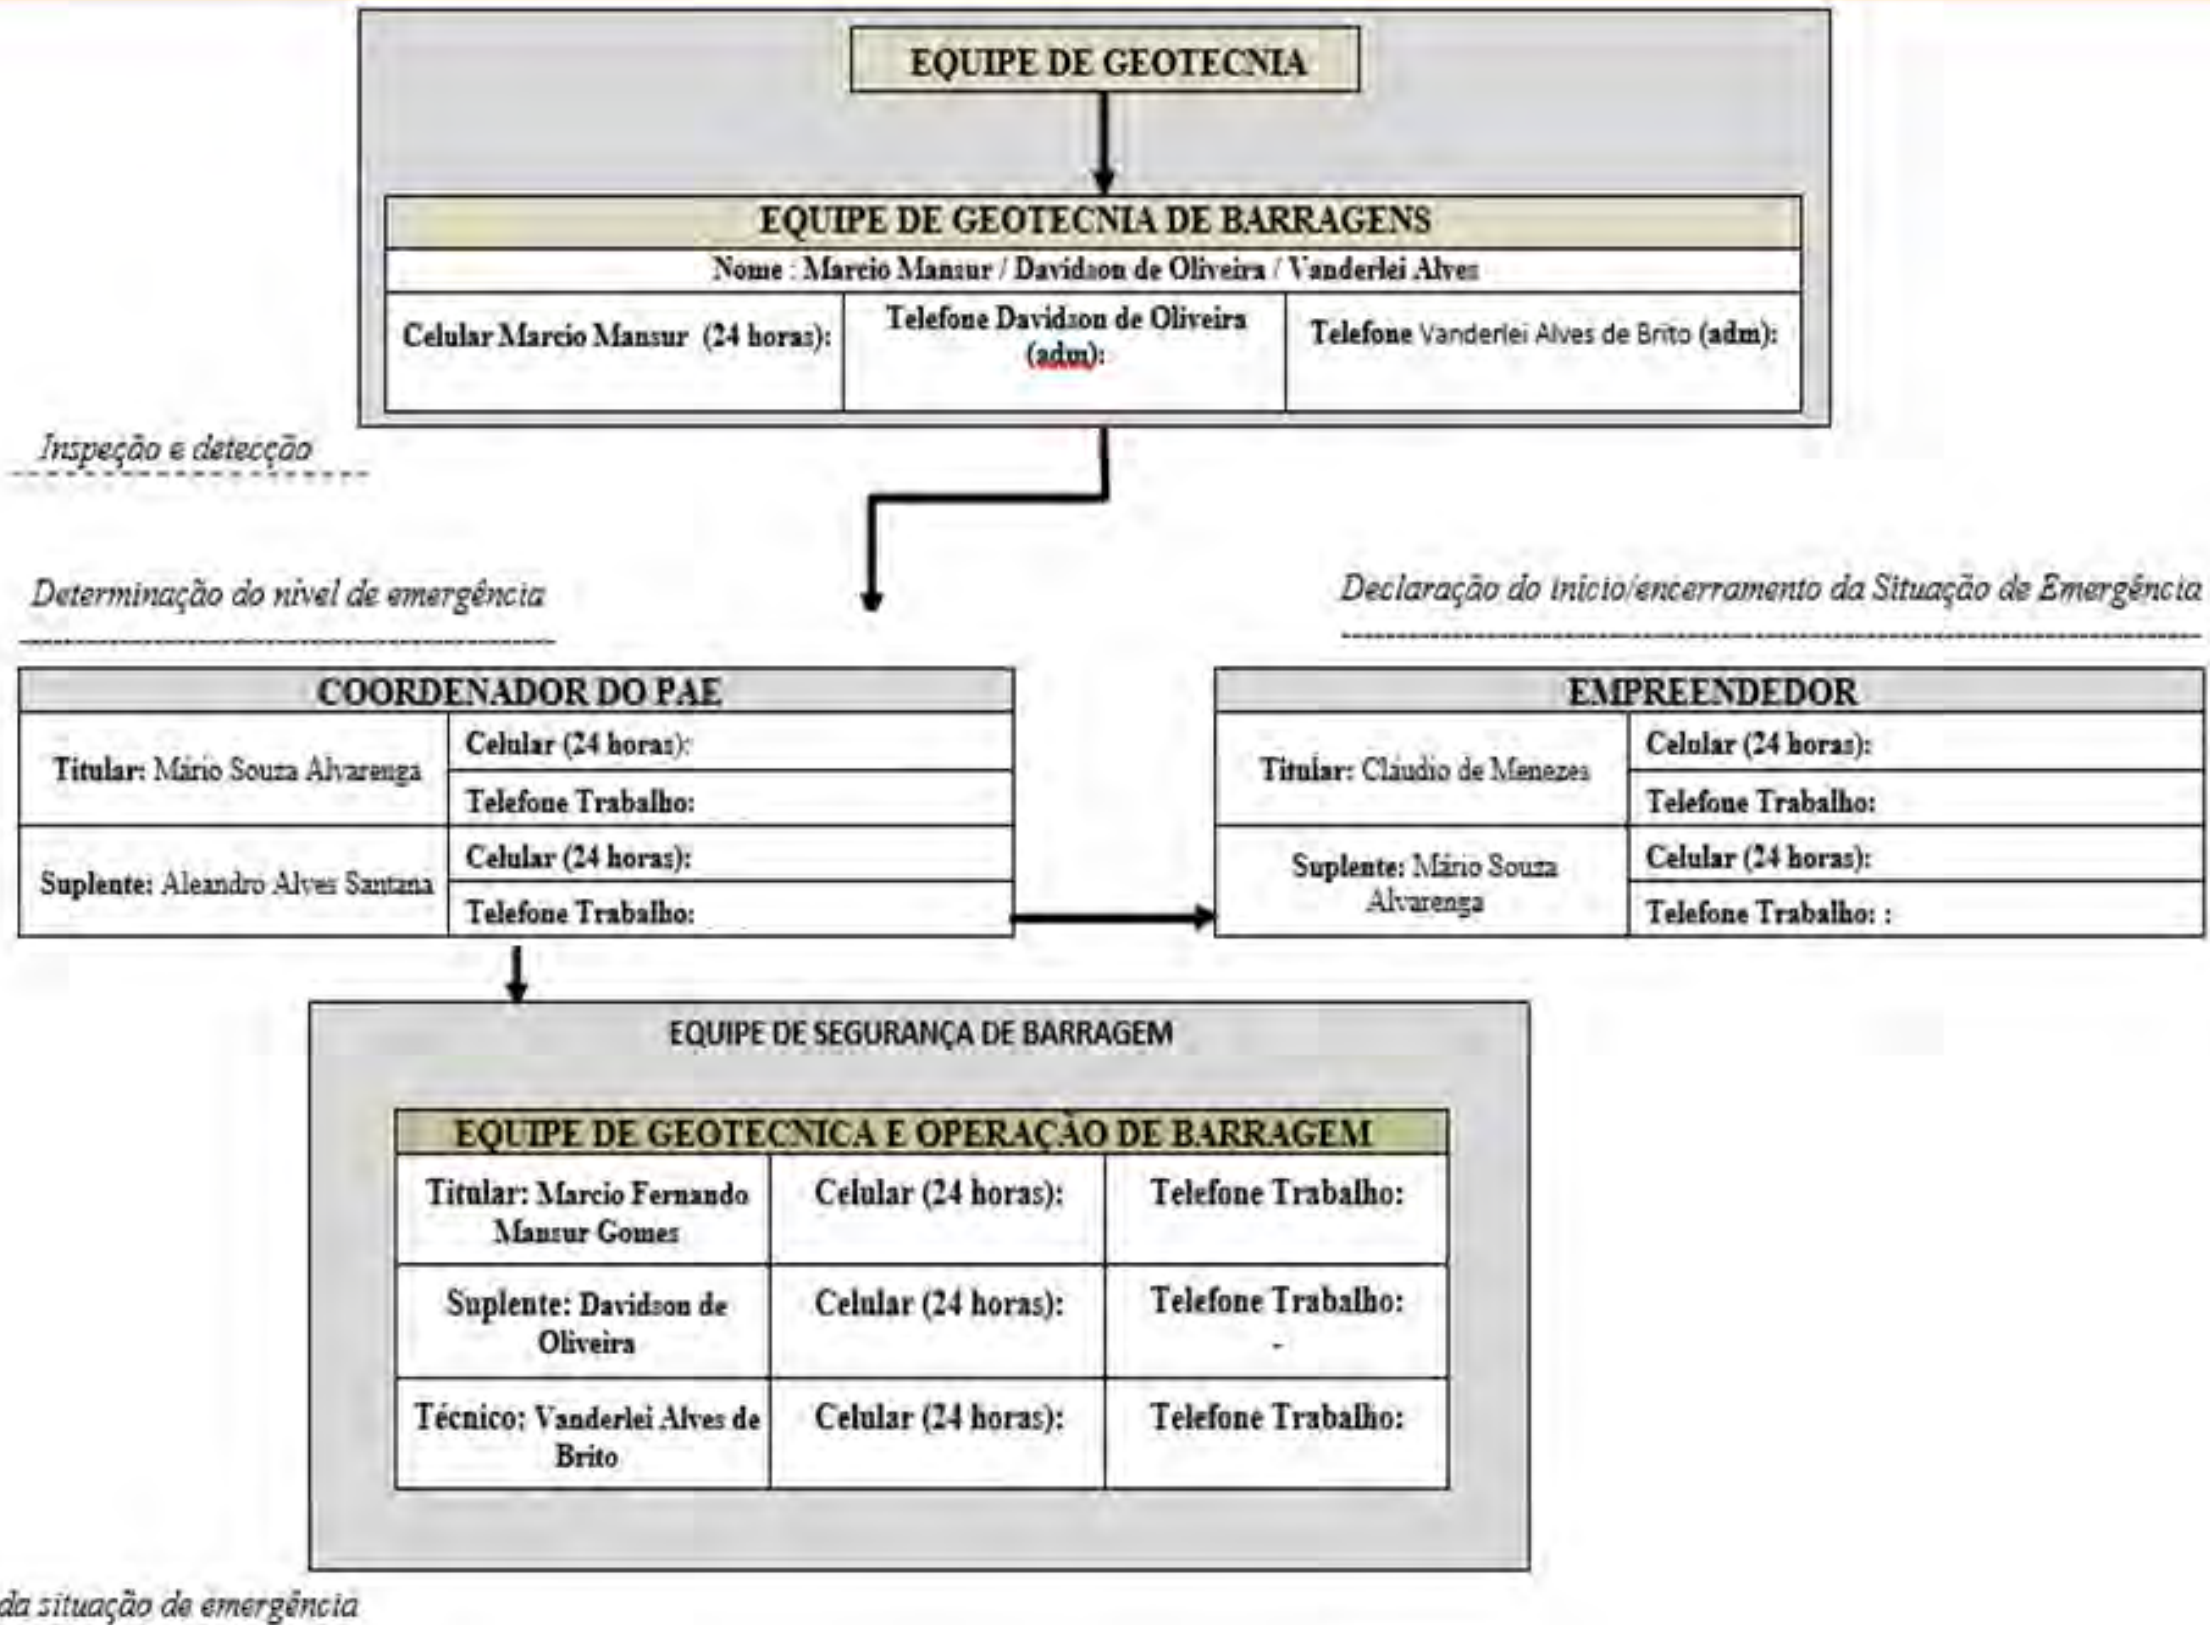 EQUIPE DE GEOTECNIA
EQUIPE DE GEOTECNIA DE BARRAGENS
Nome : Marcio Mansur / Davidson de Oliveira / Vanderlei Alves
Celular Marcio Mansur (24 horas):
Telefone Davidson de Oliveira
(adm):
Telefone Vanderlei Alves de Brito (adm):
Inspeção e detecção
Determinação do nível de emergência
Declaração do início/encerramento da Situação de Emergência
COORDENADOR DO PAE
Titular: Mário Souza Alvarenga
Celular (24 horas):
Telefone Trabalho:
Suplente: Aleandro Alves Santana
Celular (24 horas):
Telefone Trabalho:
EMPREENDEDOR
Titular: Cláudio de Menezes
Celular (24 horas):
Telefone Trabalho:
Suplente: Mário Souza
Alvarenga
Celular (24 horas):
Telefone Trabalho: :
EQUIPE DE SEGURANÇA DE BARRAGEM
EQUIPE DE GEOTECNICA E OPERAÇÃO DE BARRAGEM
Titular: Marcio Fernando
Mansur Gomes
Celular (24 horas):
Telefone Trabalho:
Suplente: Davidson de
Oliveira
Celular (24 horas):
Telefone Trabalho:
-
Técnico: Vanderlei Alves de
Brito
Celular (24 horas):
Telefone Trabalho:
da situação de emergência